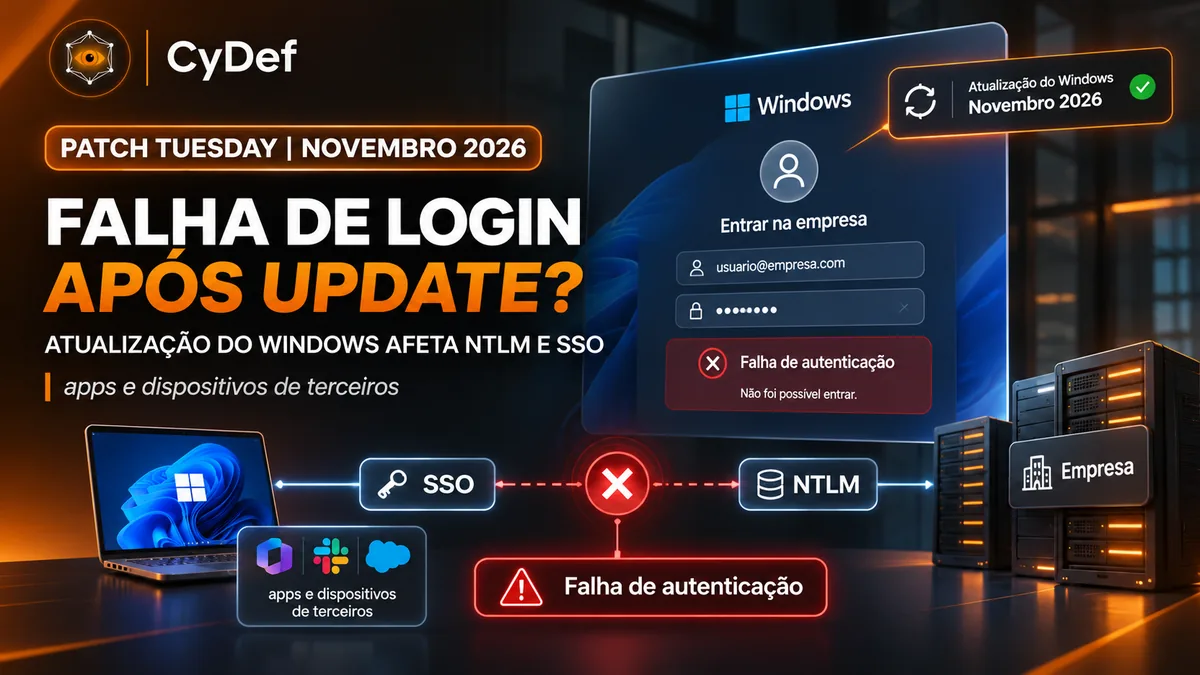 CyDef
PATCH TUESDAY | NOVEMBRO 2026
FALHA DE LOGIN
APÓS UPDATE?
ATUALIZAÇÃO DO WINDOWS AFETA NTLM E SSO
apps e dispositivos de terceiros
Windows
Atualização do Windows
Novembro 2026
Entrar na empresa
usuario@empresa.com
Falha de autenticação
Não foi possível entrar.
SSO
NTLM
Empresa
apps e dispositivos
de terceiros
Falha de autenticação